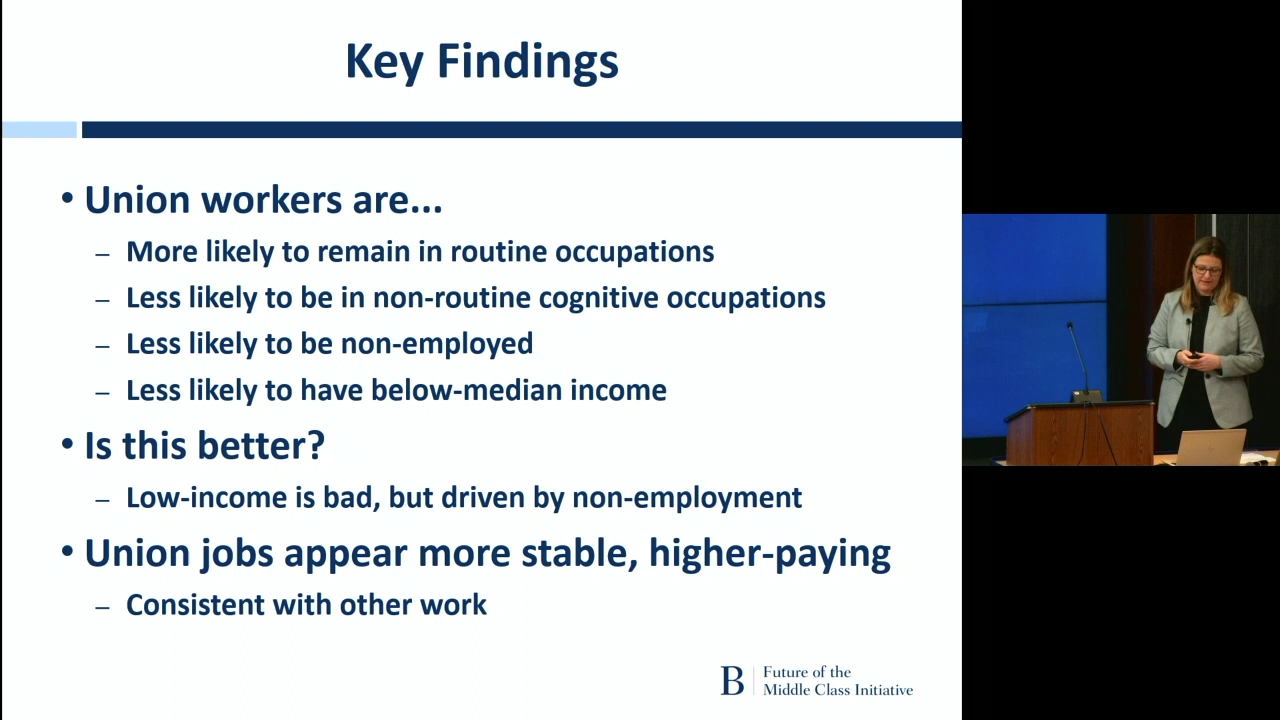 Key Findings
• Union workers are...
– More likely to remain in routine occupations
– Less likely to be in non-routine cognitive occupations
– Less likely to be non-employed
– Less likely to have below-median income
• Is this better?
– Low-income is bad, but driven by non-employment
• Union jobs appear more stable, higher-paying
– Consistent with other work
B
Future of the
Middle Class Initiative